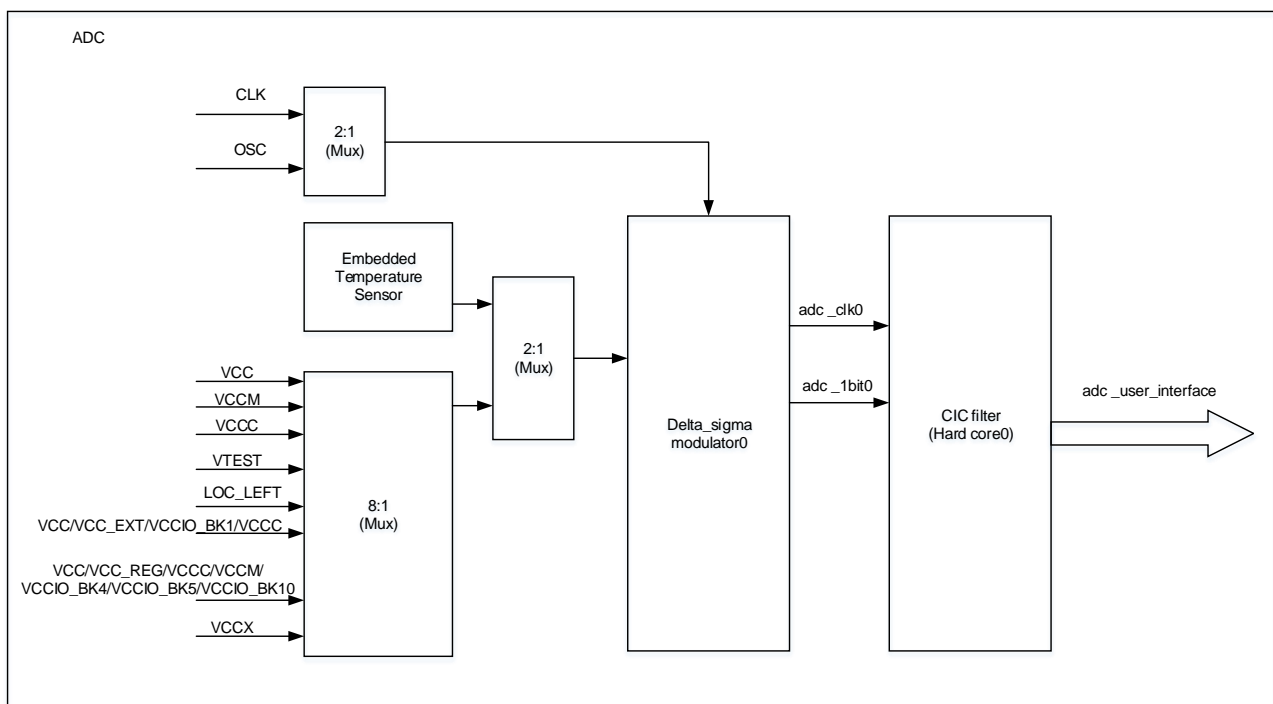 ADC
CLK
OSC
2:1
(Mux)
Embedded
Temperature
Sensor
2:1
(Mux)
VCC
VCCM
VCCC
VTEST
LOC_LEFT
VCC/VCC_EXT/VCCIO_BK1/VCCC
VCC/VCC_REG/VCCC/VCCM/
VCCIO_BK4/VCCIO_BK5/VCCIO_BK10
VCCX
8:1
(Mux)
Delta_sigma
modulator0
adc _clk0
adc _1bit0
CIC filter
(Hard core0)
adc _user_interface